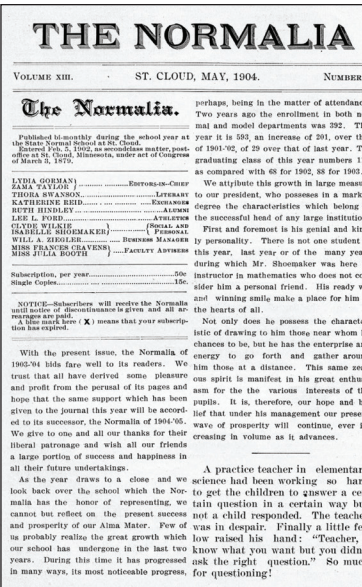 THE NORMALIA
VOLUME XIII. ST. CLOUD, MAY, 1904. NUMBER
The Normalia.
Published bi-monthly during the school year at
the State Normal School at St. Cloud.
Entered Feb. 5, 1902, as secondclass matter, post-
office at St. Cloud, Minnesota, under act of Congress
of March 3, 1879.
LYDIA GORMAN
ZAMA TAYLOR } EDITORS-IN-CHIEF
THORA SWANSON LITERARY
KATHERINE REID EXCHANGES
RUTH HINDLEY ALUMNI
LEE L. FORD ATHLETICS
CLYDE WILKIE
ISABELLE SHOEMAKER } {SOCIAL AND PERSONAL
WILL A. ZIEGLER BUSINESS MANAGER
MISS FRANCES CRAVENS
MISS JULIA BOOTH } FACULTY ADVISERS
Subscription, per year 50c
Single Copies 15c.
NOTICE—Subscribers will receive the Normalia
until notice of discontinuance is given and all ar-
rearages are paid.
A blue mark here ( X ) means that your subscrip-
tion has expired.
With the present issue, the Normalia of
1903-'04 bids fare well to its readers. We
trust that all have derived some pleasure
and profit from the perusal of its pages and
hope that the same support which has been
given to the journal this year will be accord-
ed to its successor, the Normalia of 1904-'05.
We give to one and all our thanks for their
liberal patronage and wish all our friends
a large portion of success and happiness in
all their future undertakings.
As the year draws to a close and we
look back over the school which the Nor-
malia has the honor of representing, we
cannot but reflect on the present success
and prosperity of our Alma Mater. Few of
us probably realize the great growth which
our school has undergone in the last two
years. During this time it has progressed
in many ways, its most noticeable progress,
perhaps, being in the matter of attendanc
Two years ago the enrollment in both n
mal and model departments was 392. Th
year it is 593, an increase of 201, over th
of 1901-'02, of 29 over that of last year. T
graduating class of this year numbers 1
as compared with 68 for 1902, 88 for 1903.
We attribute this growth in large measu
to our president, who possesses in a mark
degree the characteristics which belong
the successful head of any large institutio
First and foremost is his genial and kin
ly personality. There is not one student
this year, last year or of the many yea
during which Mr. Shoemaker was here
instructor in mathematics who does not co
sider him a personal friend. His ready w
and winning smile make a place for him
the hearts of all.
Not only does he possess the characte
istic of drawing to him those near whom
chances to be, but he has the enterprise a
energy to go forth and gather arou
him those at a distance. This same zea
ous spirit is manifest in his great enthus
asm for the various interests of th
pupils. It is, therefore, our hope and b
lief that under his management our prese
wave of prosperity will continue, ever i
creasing in volume as it advances.
A practice teacher in elementar
science had been working so har
to get the children to answer a ce
tain question in a certain way bu
not a child responded. The teache
was in despair. Finally a little fe
low raised his hand: "Teacher,
know what you want but you didn
ask the right question." So mu
for questioning!